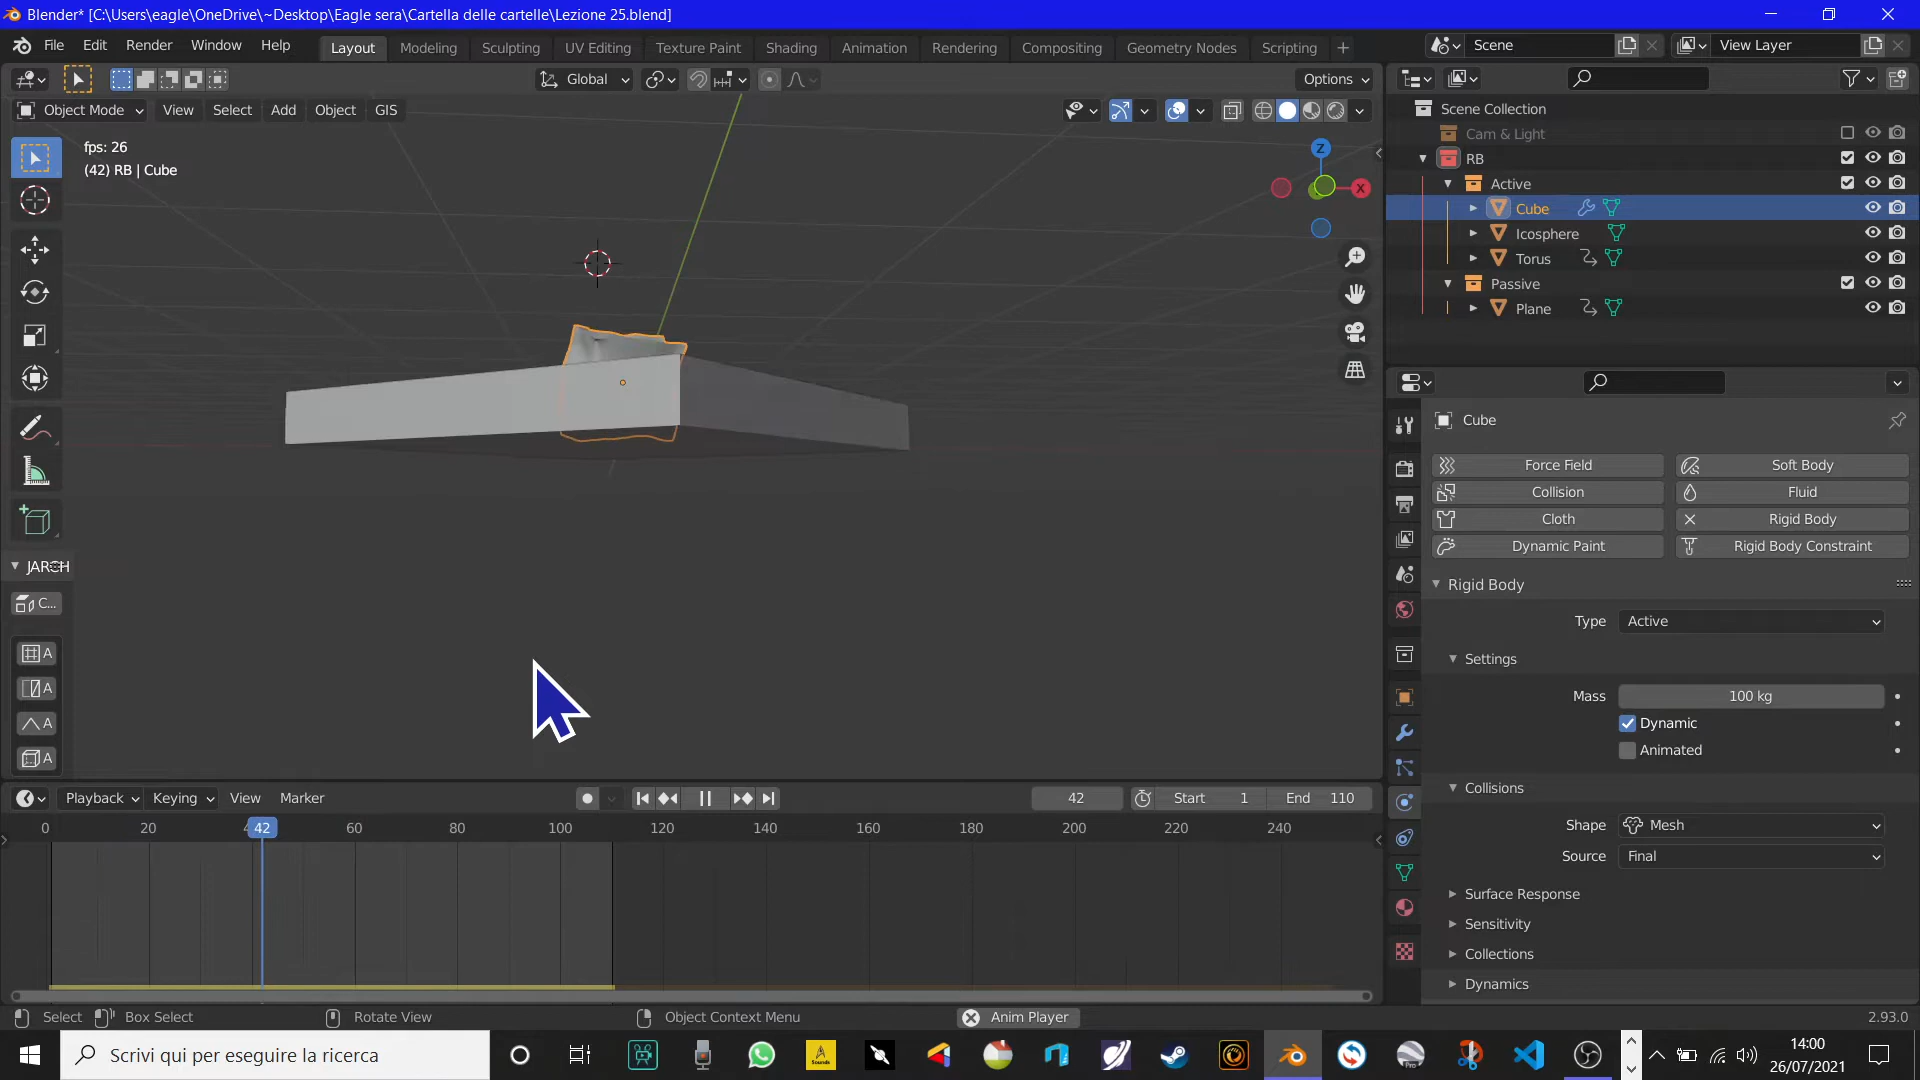 Blender* [C:\Users\eagle\OneDrive\~Desktop\Eagle sera\Cartella delle cartelle\Lezione 25.blend]
File Edit Render Window Help
Layout Modeling Sculpting UV Editing Texture Paint Shading Animation Rendering Compositing Geometry Nodes Scripting
Scene
View Layer
Global
Options
Object Mode View Select Add Object GIS
fps: 26
(42) RB | Cube
Z
X
JARCH
C...
A
A
A
A
Scene Collection
Cam & Light
RB
Active
Cube
Icosphere
Torus
Passive
Plane
Cube
Force Field Soft Body
Collision Fluid
Cloth Rigid Body
Dynamic Paint Rigid Body Constraint
Rigid Body
Type Active
Settings
Mass 100 kg
Dynamic
Animated
Collisions
Shape Mesh
Source Final
Surface Response
Sensitivity
Collections
Dynamics
Playback Keying View Marker
42 Start 1 End 110
0 20 42 60 80 100 120 140 160 180 200 220 240
Select Box Select Rotate View Object Context Menu Anim Player 2.93.0
Scrivi qui per eseguire la ricerca
14:00
26/07/2021